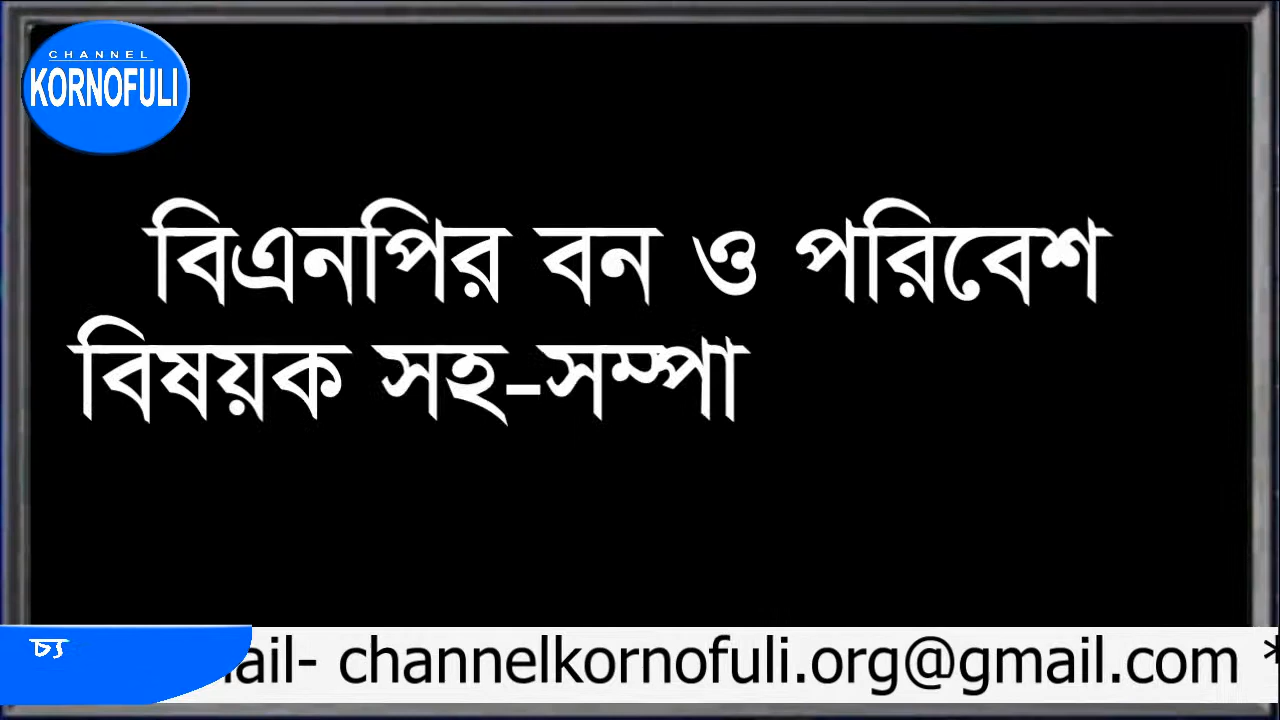 CHANNEL
KORNOFULI
বিএনপির বন ও পরিবেশ
বিষয়ক সহ-সম্পা
চ্য
ail- channelkornofuli.org@gmail.com *